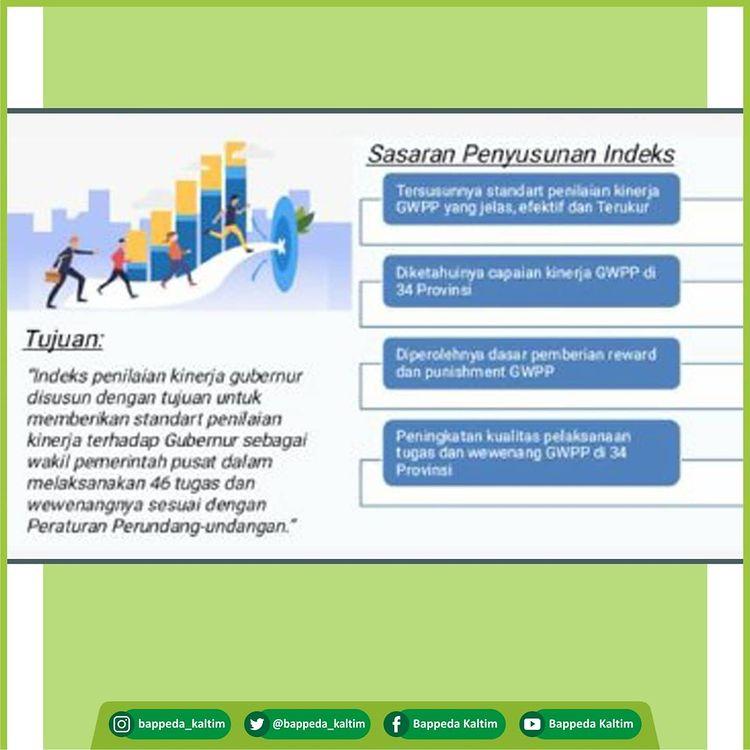 Sasaran Penyusunan Indeks
Tersusunnya standart penilaian kinerja
GWPP yang jelas, efektif dan Terukur
Diketahuinya capaian kinerja GWPP di
34 Provinsi
Diperolehnya dasar pemberian reward
dan punishment GWPP
Peningkatan kualitas pelaksanaan
tugas dan wewenang GWPP di 34
Provinsi
Tujuan:
"Indeks penilaian kinerja gubernur
disusun dengan tujuan untuk
memberikan standart penilaian
kinerja terhadap Gubernur sebagai
wakil pemerintah pusat dalam
melaksanakan 46 tugas dan
wewenangnya sesuai dengan
Peraturan Perundang-undangan."
bappeda_kaltim
@bappeda_kaltim
Bappeda Kaltim
Bappeda Kaltim